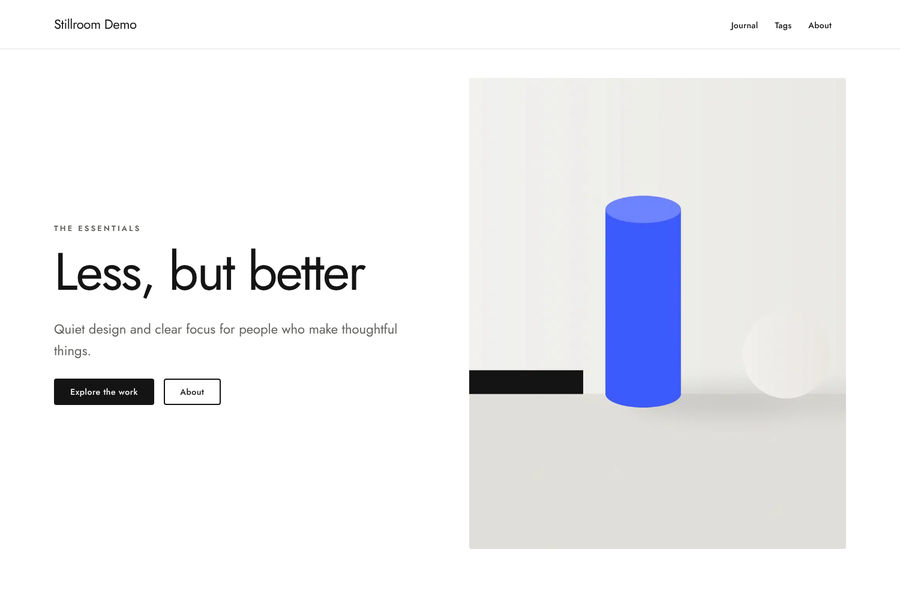 Stillroom Demo
Journal Tags About
THE ESSENTIALS
Less, but better
Quiet design and clear focus for people who make thoughtful
things.
Explore the work About